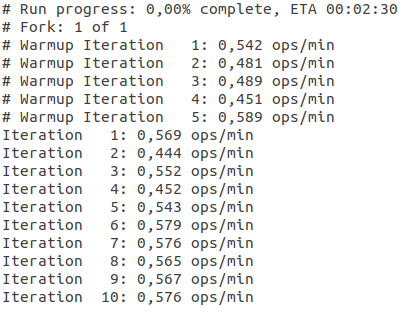 # Run progress: 0,00% complete, ETA 00:02:30
# Fork: 1 of 1
# Warmup Iteration   1: 0,542 ops/min
# Warmup Iteration   2: 0,481 ops/min
# Warmup Iteration   3: 0,489 ops/min
# Warmup Iteration   4: 0,451 ops/min
# Warmup Iteration   5: 0,589 ops/min
Iteration   1: 0,569 ops/min
Iteration   2: 0,444 ops/min
Iteration   3: 0,552 ops/min
Iteration   4: 0,452 ops/min
Iteration   5: 0,543 ops/min
Iteration   6: 0,579 ops/min
Iteration   7: 0,576 ops/min
Iteration   8: 0,565 ops/min
Iteration   9: 0,567 ops/min
Iteration  10: 0,576 ops/min